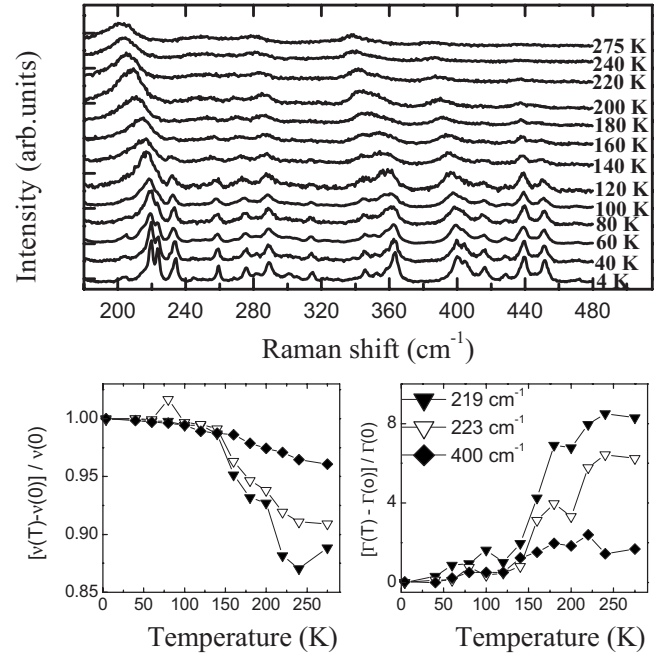 Intensity (arb.units)
275 K
240 K
220 K
200 K
180 K
160 K
140 K
120 K
100 K
80 K
60 K
40 K
4 K
200 240 280 320 360 400 440 480
Raman shift (cm-1)
[ν(T)-ν(0)] / ν(0)
1.00
0.95
0.90
0.85
0 50 100 150 200 250
Temperature (K)
219 cm-1
223 cm-1
400 cm-1
[Γ(T) - Γ(o)] / Γ(0)
8
4
0
0 50 100 150 200 250
Temperature (K)